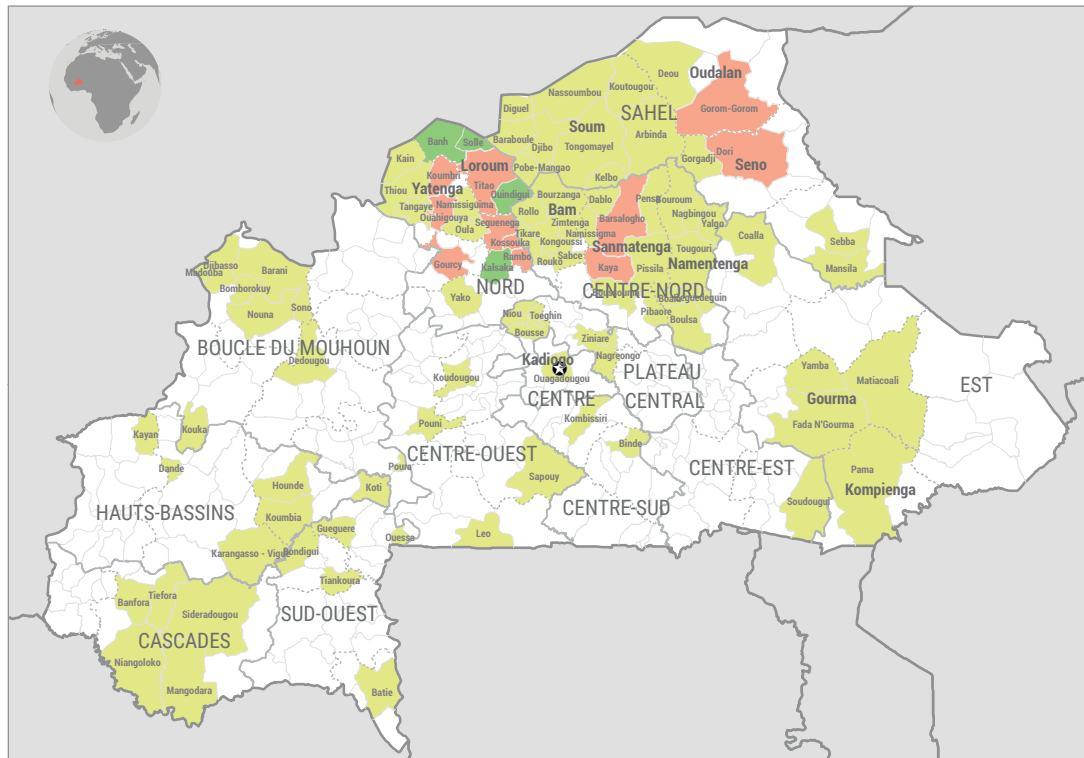 Oudalan
Deou
Koutougou
Nassoumbou
SAHEL
Gorom-Gorom
Diguel
Soum
Arbinda
Banh
Solle
Baraboule
Djibo
Tongomayel
Dori
Seno
Gorgadji
Kain
Koumbri
Loroum
Pobe-Mengao
Kelbo
Thiou
Yatenga
Titao
Ouindigui
Bourzanga
Dablo
Pensa
Bouroum
Tangaye
Namissiguima
Rollo
Bam
Barsalogho
Nagbingou
Yalgo
Ouahigouya
Oula
Seguenega
Tikare
Zimtenga
Namissigma
Coalla
Kossouka
Kongoussi
Sanmatenga
Tougouri
Sebba
Gourcy
Rambo
Rouko
Sabce
Kaya
Pissila
Namentenga
Mansila
Kalsaka
NORD
CENTRE-NORD
Djibasso
Barani
Bomborokuy
Sono
Nouna
Yako
Niou
Toeghin
Bousse
Pibaore
Boulsa
BOUCLE DU MOUHOUN
Dedougou
Ziniare
Nagreongo
Kadiogo
Ouagadougou
CENTRE
PLATEAU
CENTRAL
Koudougou
Yamba
Matiacoali
EST
Gourma
Fada N'Gourma
Kombissiri
Pouni
Kayan
Kouka
Binde
CENTRE-OUEST
CENTRE-EST
Dande
Poura
Sapouy
Pama
Kompienga
Hounde
Koti
Soudougui
HAUTS-BASSINS
CENTRE-SUD
Koumbia
Gueguere
Ouessa
Leo
Karangasso - Vigue
Bondigui
Tiankoura
Banfora
Tiefora
Sideradougou
SUD-OUEST
CASCADES
Niangoloko
Mangodara
Batie